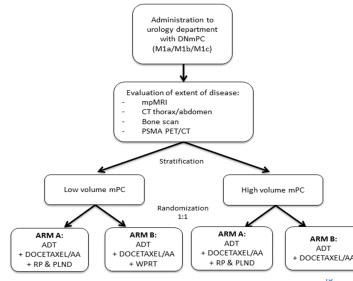 Administration to
urology department
with DNmPC
(M1a/M1b/M1c)
Evaluation of extent of disease:
- mpMRI
- CT thorax/abdomen
- Bone scan
- PSMA PET/CT
Stratification
Low volume mPC
High volume mPC
Randomization
1:1
ARM A:
ADT
+ DOCETAXEL/AA
+ RP & PLND
ARM B:
ADT
+ DOCETAXEL/AA
+ WPRT
ARM A:
ADT
+ DOCETAXEL/AA
+ RP & PLND
ARM B:
ADT
+ DOCETAXEL/AA